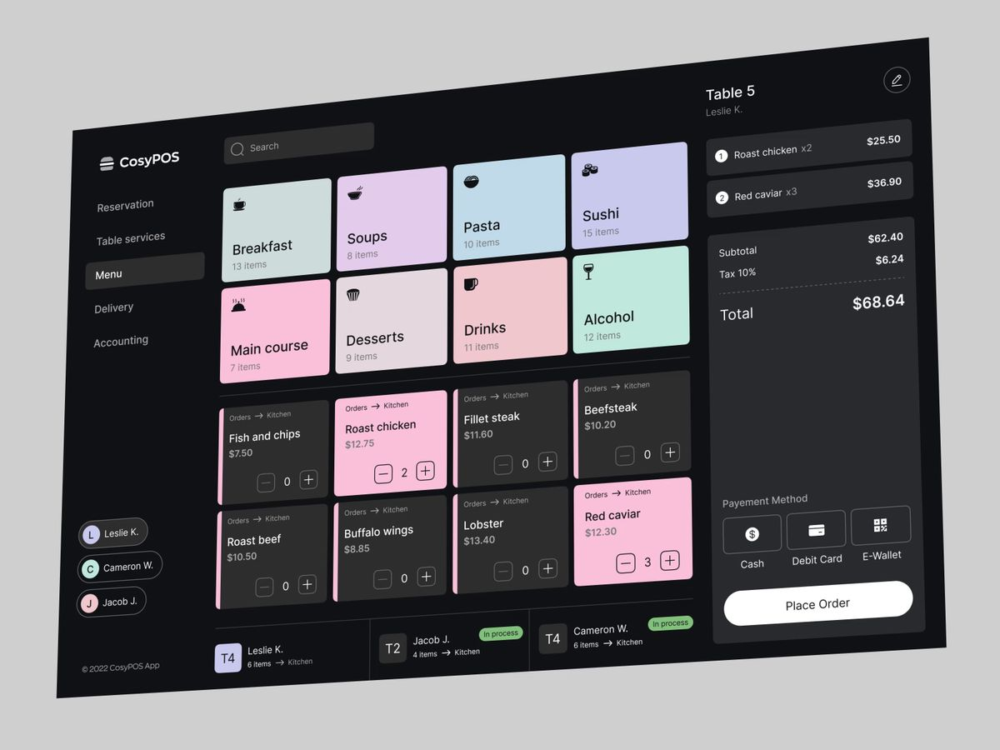 CosyPOS
Reservation
Table services
Menu
Delivery
Accounting
L Leslie K.
C Cameron W.
J Jacob J.
© 2022 CosyPOS App
Search
Breakfast
13 items
Soups
8 items
Pasta
10 items
Sushi
15 items
Main course
7 items
Desserts
9 items
Drinks
11 items
Alcohol
12 items
Orders → Kitchen
Fish and chips
$7.50
0
Orders → Kitchen
Roast chicken
$12.75
2
Orders → Kitchen
Fillet steak
$11.60
0
Orders → Kitchen
Beefsteak
$10.20
0
Orders → Kitchen
Roast beef
$10.50
0
Orders → Kitchen
Buffalo wings
$8.85
0
Orders → Kitchen
Lobster
$13.40
0
Orders → Kitchen
Red caviar
$12.30
3
T4
Leslie K.
6 items → Kitchen
T2
Jacob J.
4 items → Kitchen
In process
T4
Cameron W.
6 items → Kitchen
In process
Table 5
Leslie K.
1 Roast chicken x2 $25.50
2 Red caviar x3 $36.90
Subtotal $62.40
Tax 10% $6.24
Total $68.64
Payement Method
Cash
Debit Card
E-Wallet
Place Order